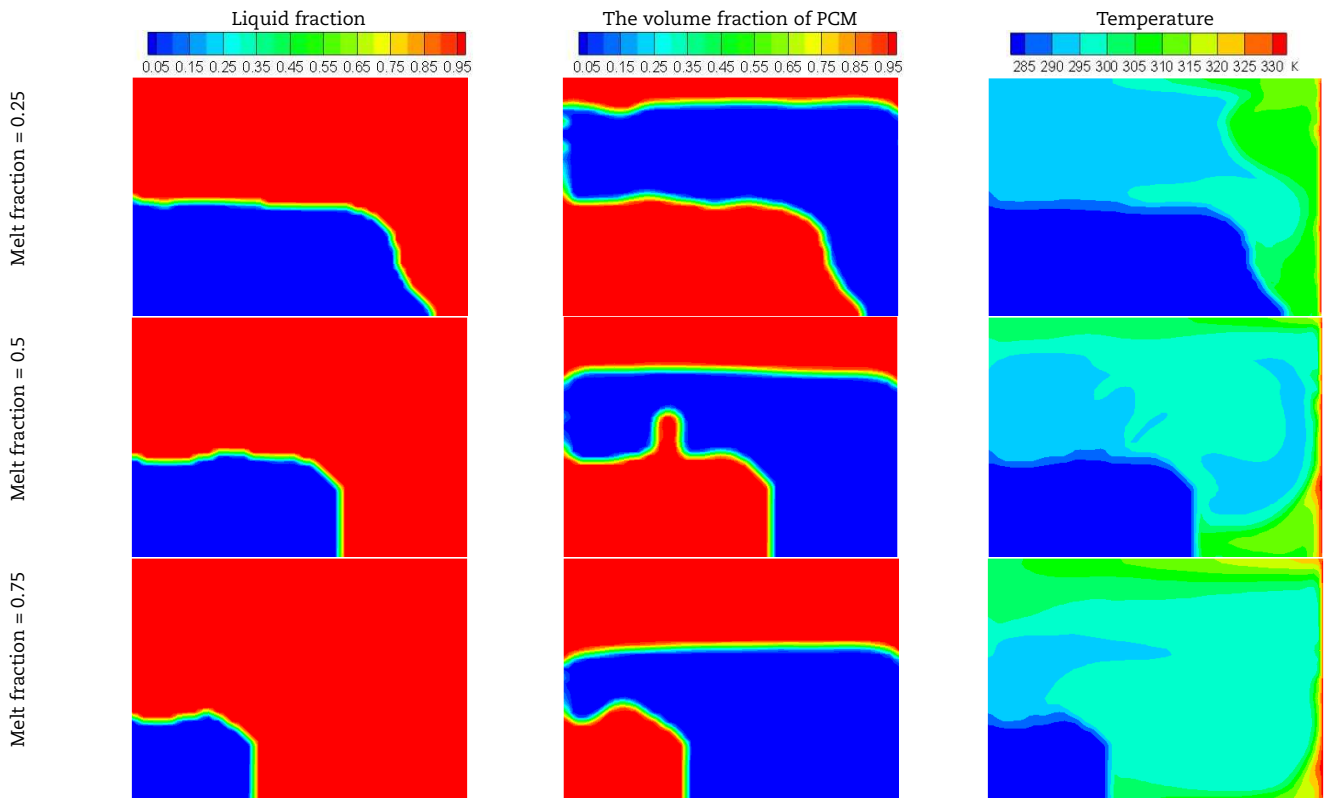 Liquid fraction
The volume fraction of PCM
Temperature
0.05 0.15 0.25 0.35 0.45 0.55 0.65 0.75 0.85 0.95
0.05 0.15 0.25 0.35 0.45 0.55 0.65 0.75 0.85 0.95
285 290 295 300 305 310 315 320 325 330 K
Melt fraction = 0.25
Melt fraction = 0.5
Melt fraction = 0.75